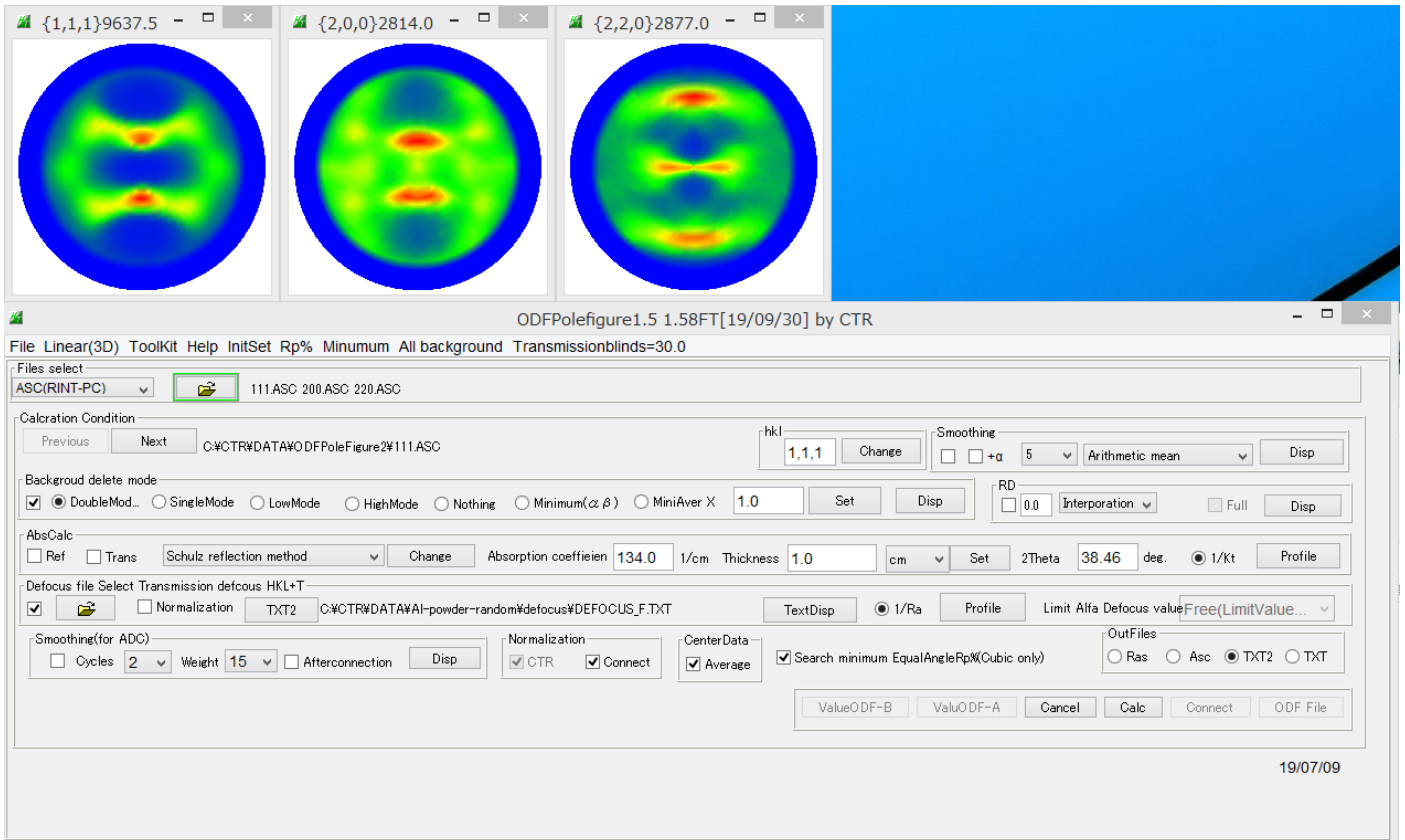 {1,1,1}9637.5
{2,0,0}2814.0
{2,2,0}2877.0
ODFPolefigure1.5 1.58FT[19/09/30] by CTR
File Linear(3D) ToolKit Help InitSet Rp% Minumum All background Transmissionblinds=30.0
Files select
ASC(RINT-PC) 111.ASC 200.ASC 220.ASC
Calcration Condition
Previous Next C:¥CTR¥DATA¥ODFPoleFigure2¥111.ASC
hkl
1,1,1 Change
Smoothing
+α 5 Arithmetic mean Disp
Backgroud delete mode
DoubleMod... SingleMode LowMode HighMode Nothing Minimum(αβ) MiniAver X 1.0 Set Disp
RD
0.0 Interporation Full Disp
AbsCalc
Ref Trans Schulz reflection method Change Absorption coeffieien 134.0 1/cm Thickness 1.0 cm Set 2Theta 38.46 deg. 1/Kt Profile
Defocus file Select Transmission defcous HKL+T
Normalization TXT2 C:¥CTR¥DATA¥Al-powder-random¥defocus¥DEFOCUS_F.TXT TextDisp 1/Ra Profile Limit Alfa Defocus value Free(LimitValue...
Smoothing(for ADC)
Cycles 2 Weight 15 Afterconnection Disp
Normalization
CTR Connect
CenterData
Average
Search minimum EqualAngleRp%(Cubic only)
OutFiles
Ras Asc TXT2 TXT
ValueODF-B ValuODF-A Cancel Calc Connect ODF File
19/07/09